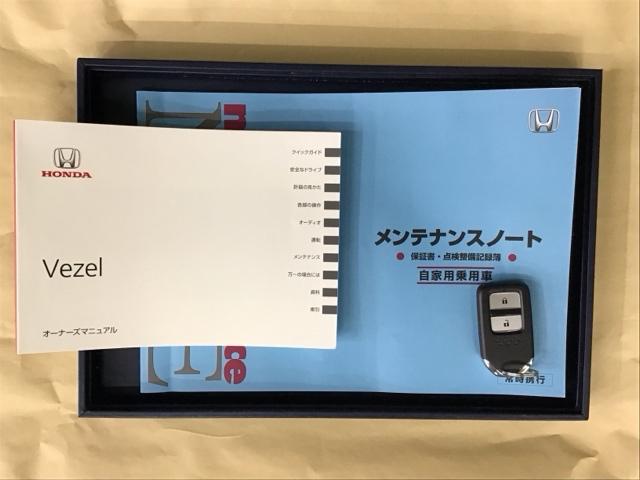 HONDA
Vezel
オーナーズマニュアル
クイックガイド
安全なドライブ
計器の見かた
各部の操作
オーディオ
運転
メンテナンス
万一の場合には
資料
索引
メンテナンスノート
保証書・点検整備記録簿
自家用乗用車
常時携行